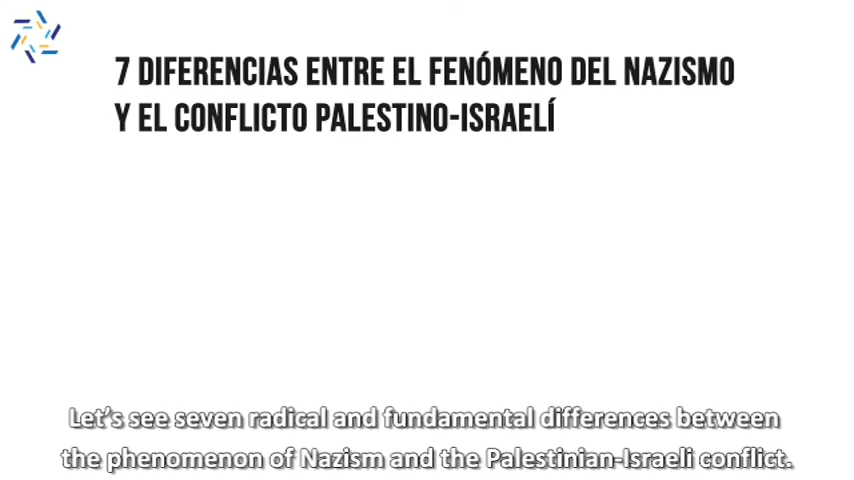 7 DIFERENCIAS ENTRE EL FENÓMENO DEL NAZISMO
Y EL CONFLICTO PALESTINO-ISRAELÍ
Let's see seven radical and fundamental differences between
the phenomenon of Nazism and the Palestinian-Israeli conflict.